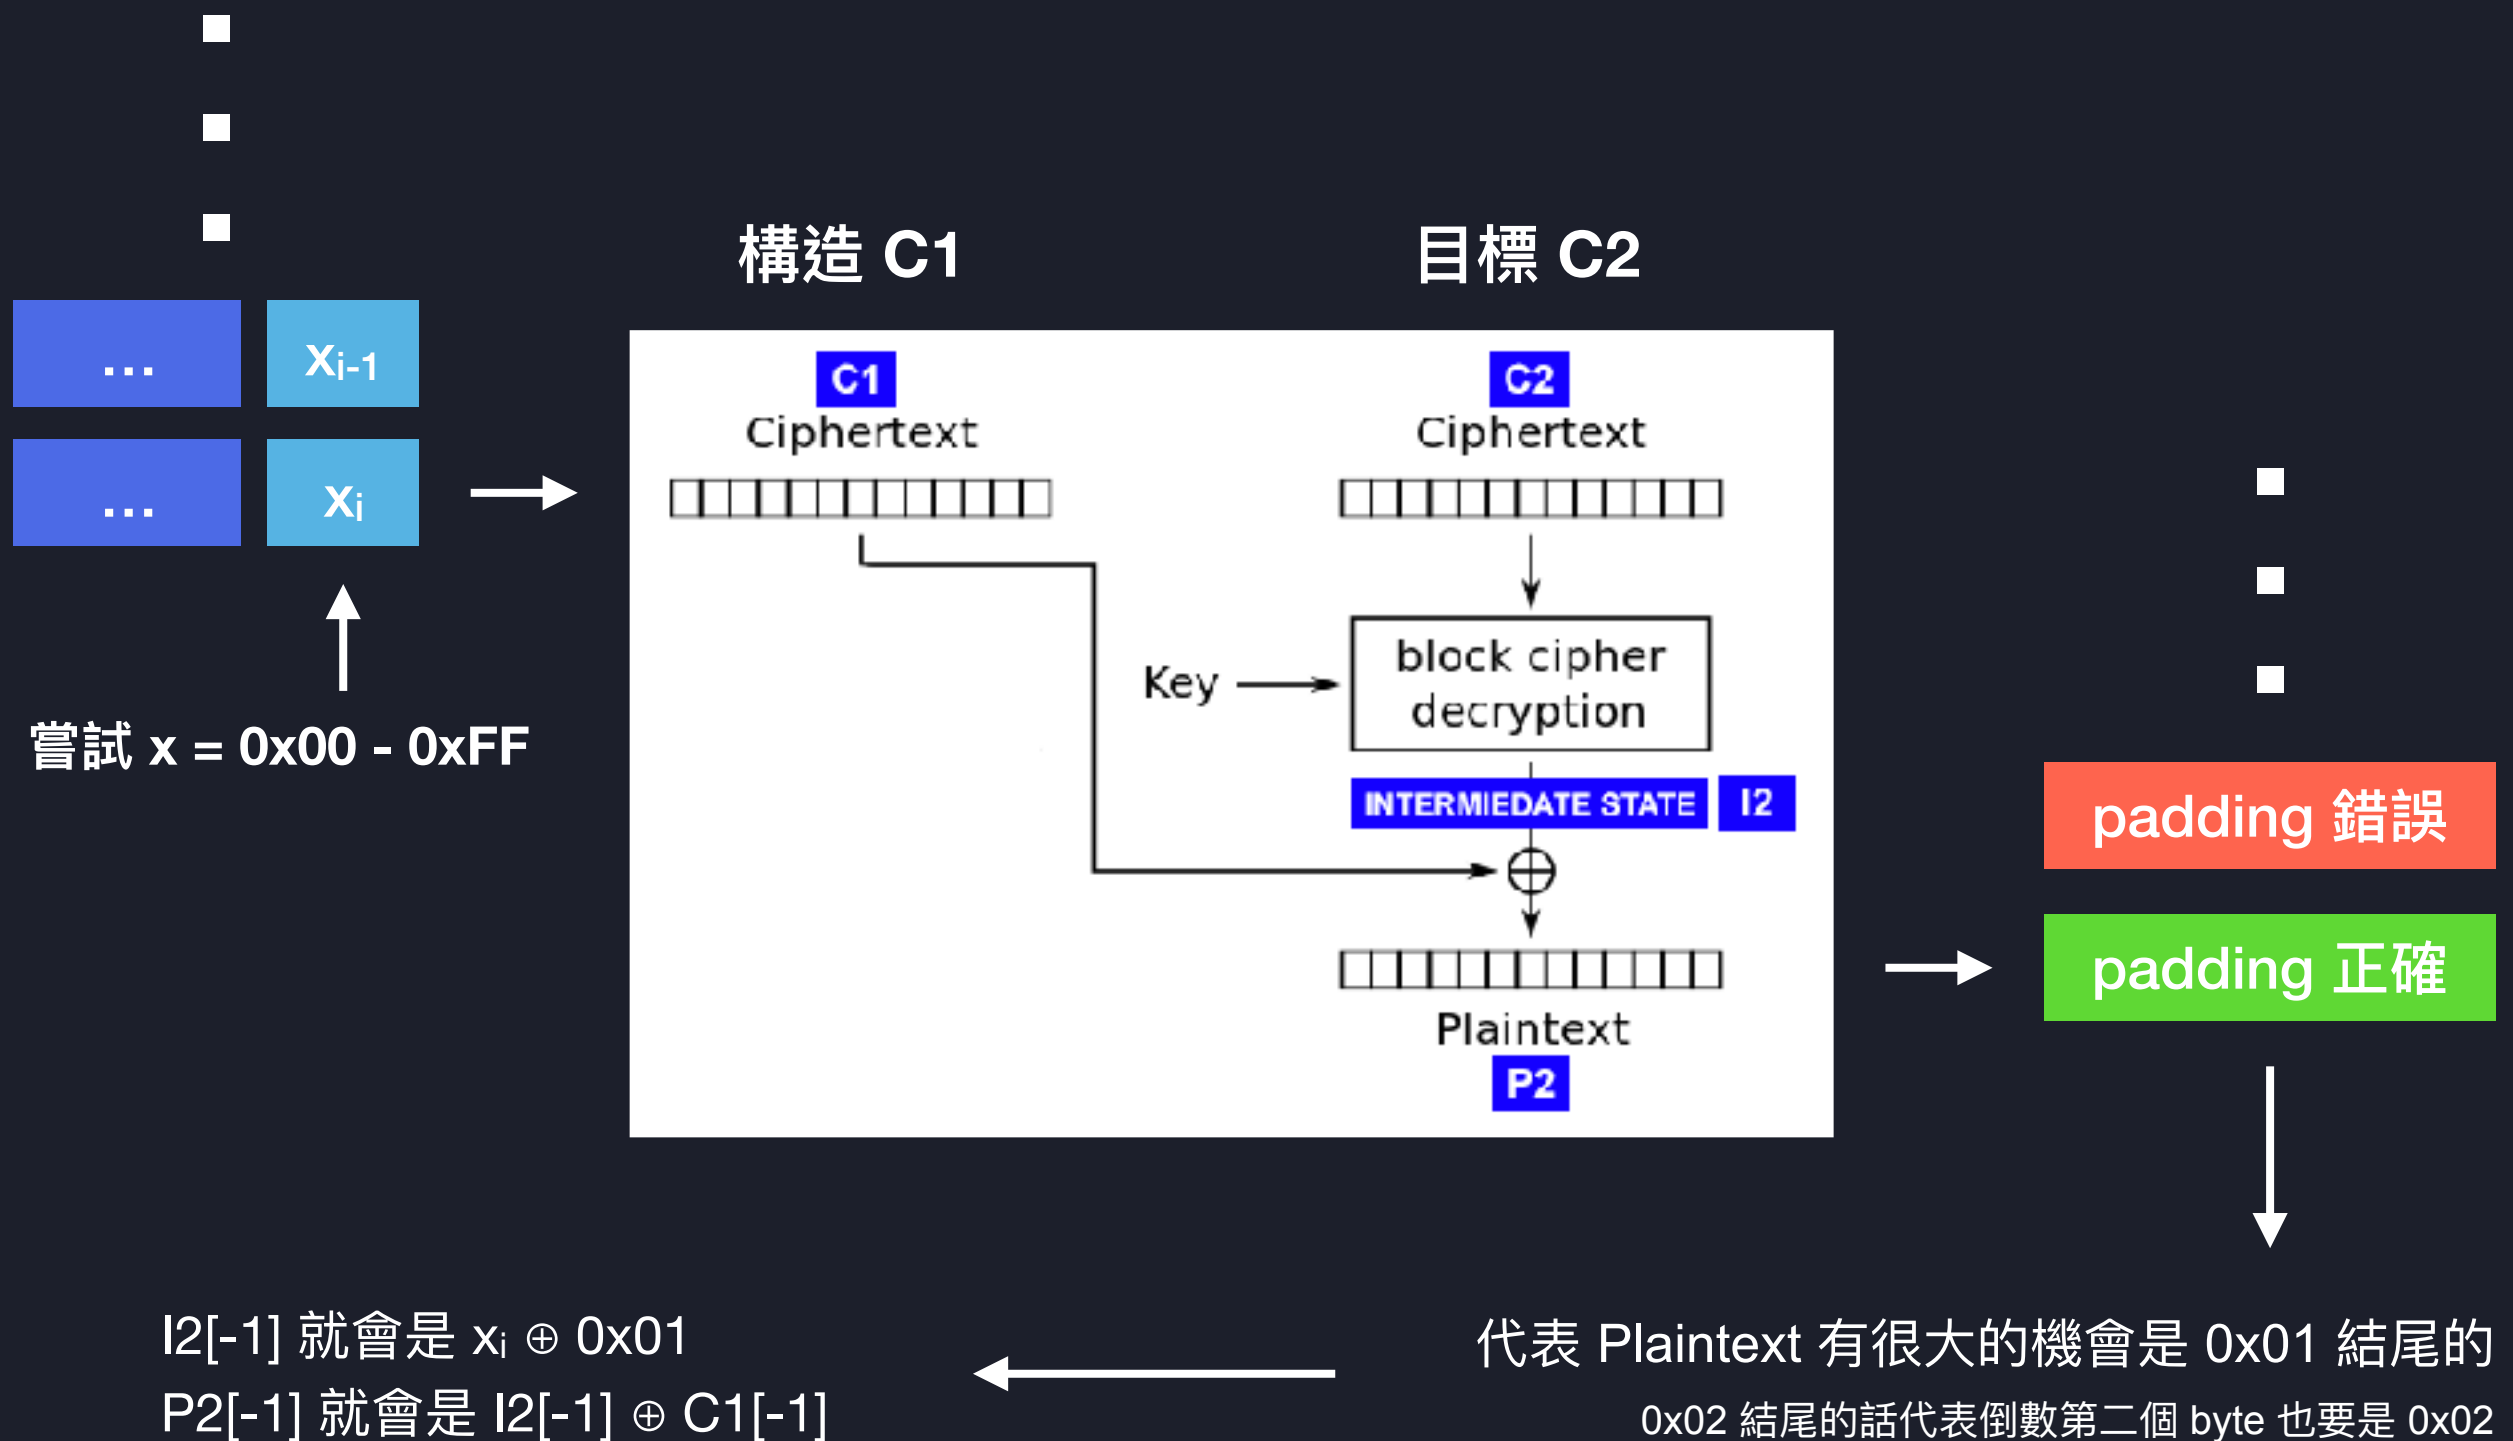 構造 C1
目標 C2
… xi-1
… xi
嘗試 x = 0x00 - 0xFF
C1
Ciphertext
C2
Ciphertext
Key
block cipher
decryption
INTERMIEDATE STATE
I2
Plaintext
P2
padding 錯誤
padding 正確
代表 Plaintext 有很大的機會是 0x01 結尾的
0x02 結尾的話代表倒數第二個 byte 也要是 0x02
I2[-1] 就會是 xi ⊕ 0x01
P2[-1] 就會是 I2[-1] ⊕ C1[-1]